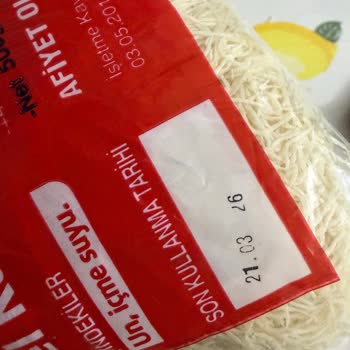 Net 500
AFİYET OL
İşleme Ka
03.05.201
SON KULLANMA TARİHİ
21.03 26
Un, içme suyu.
İNDEKİLER